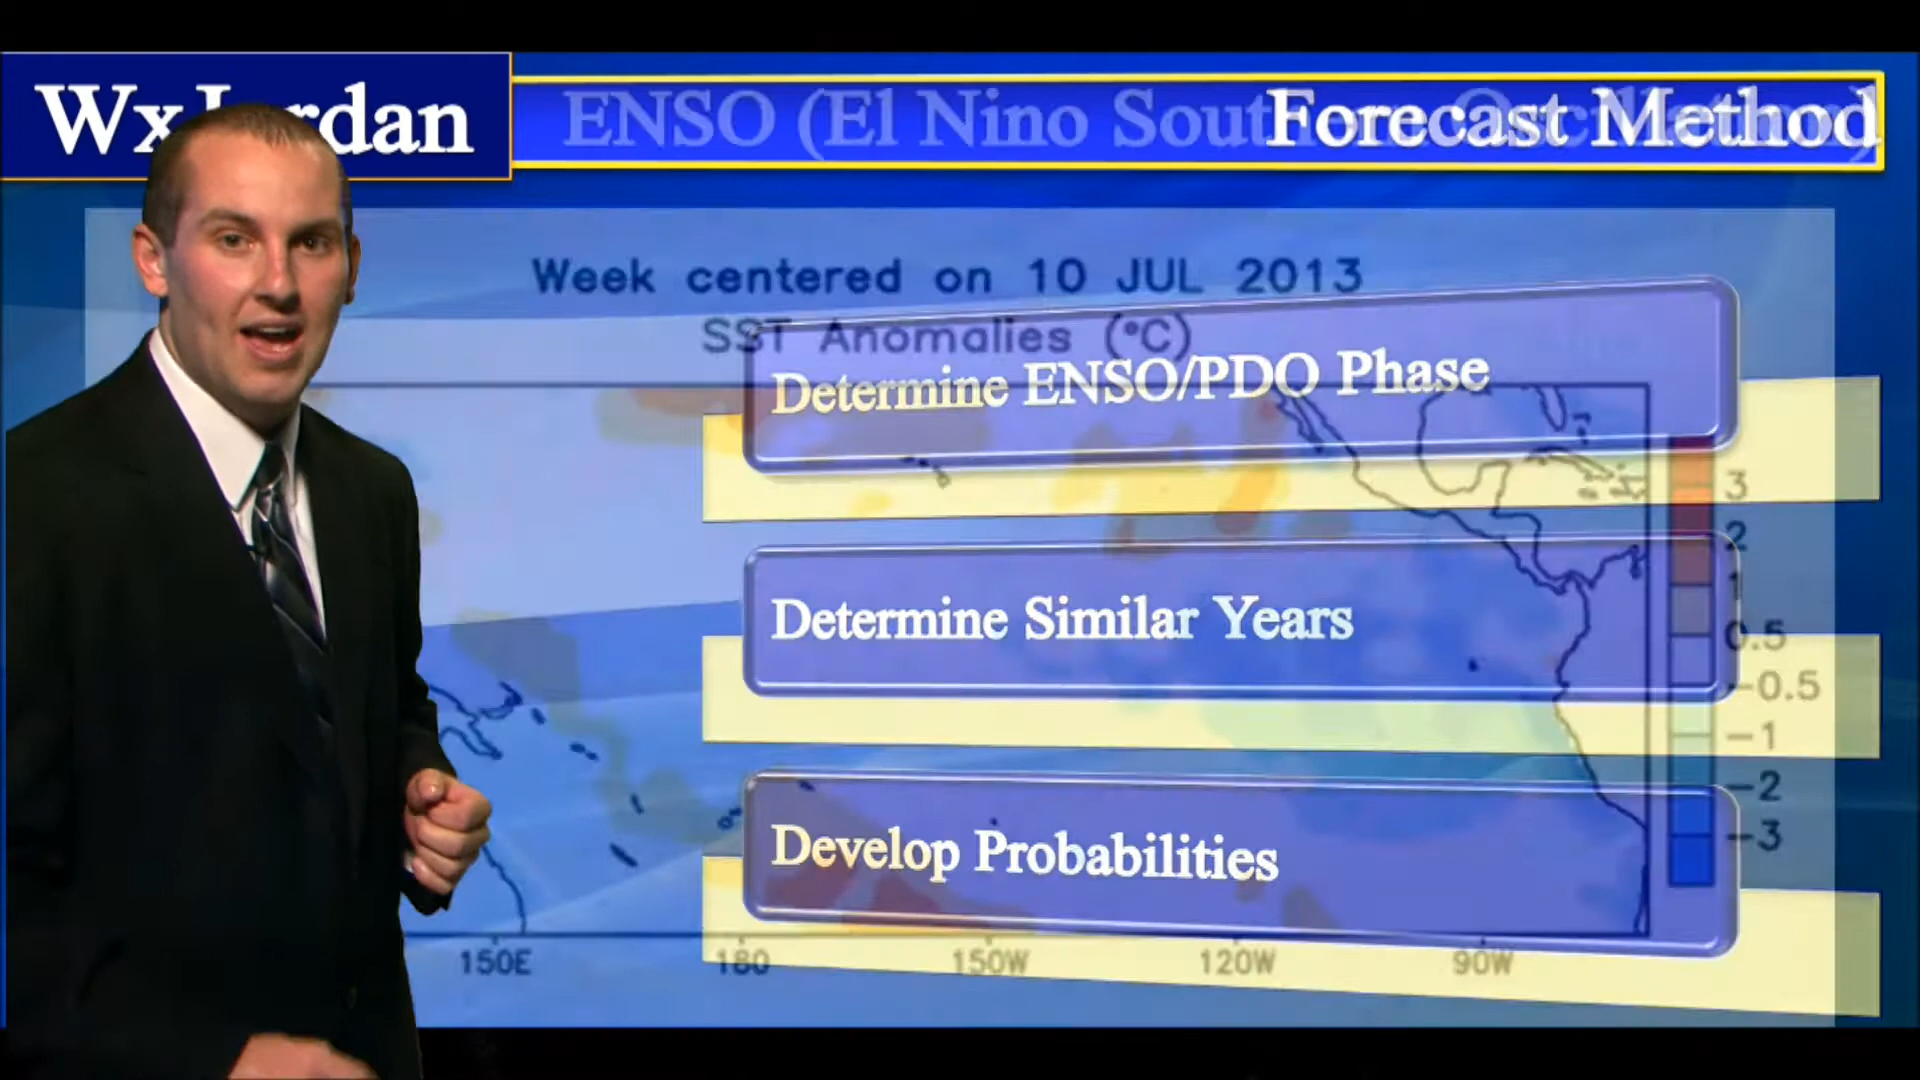 WxJordan
ENSO (El Nino Southern Oscillation)
Forecast Method
Week centered on 10 JUL 2013
SST Anomalies (°C)
Determine ENSO/PDO Phase
Determine Similar Years
Develop Probabilities
3
2
1
0.5
-0.5
-1
-2
-3
150E 180 150W 120W 90W